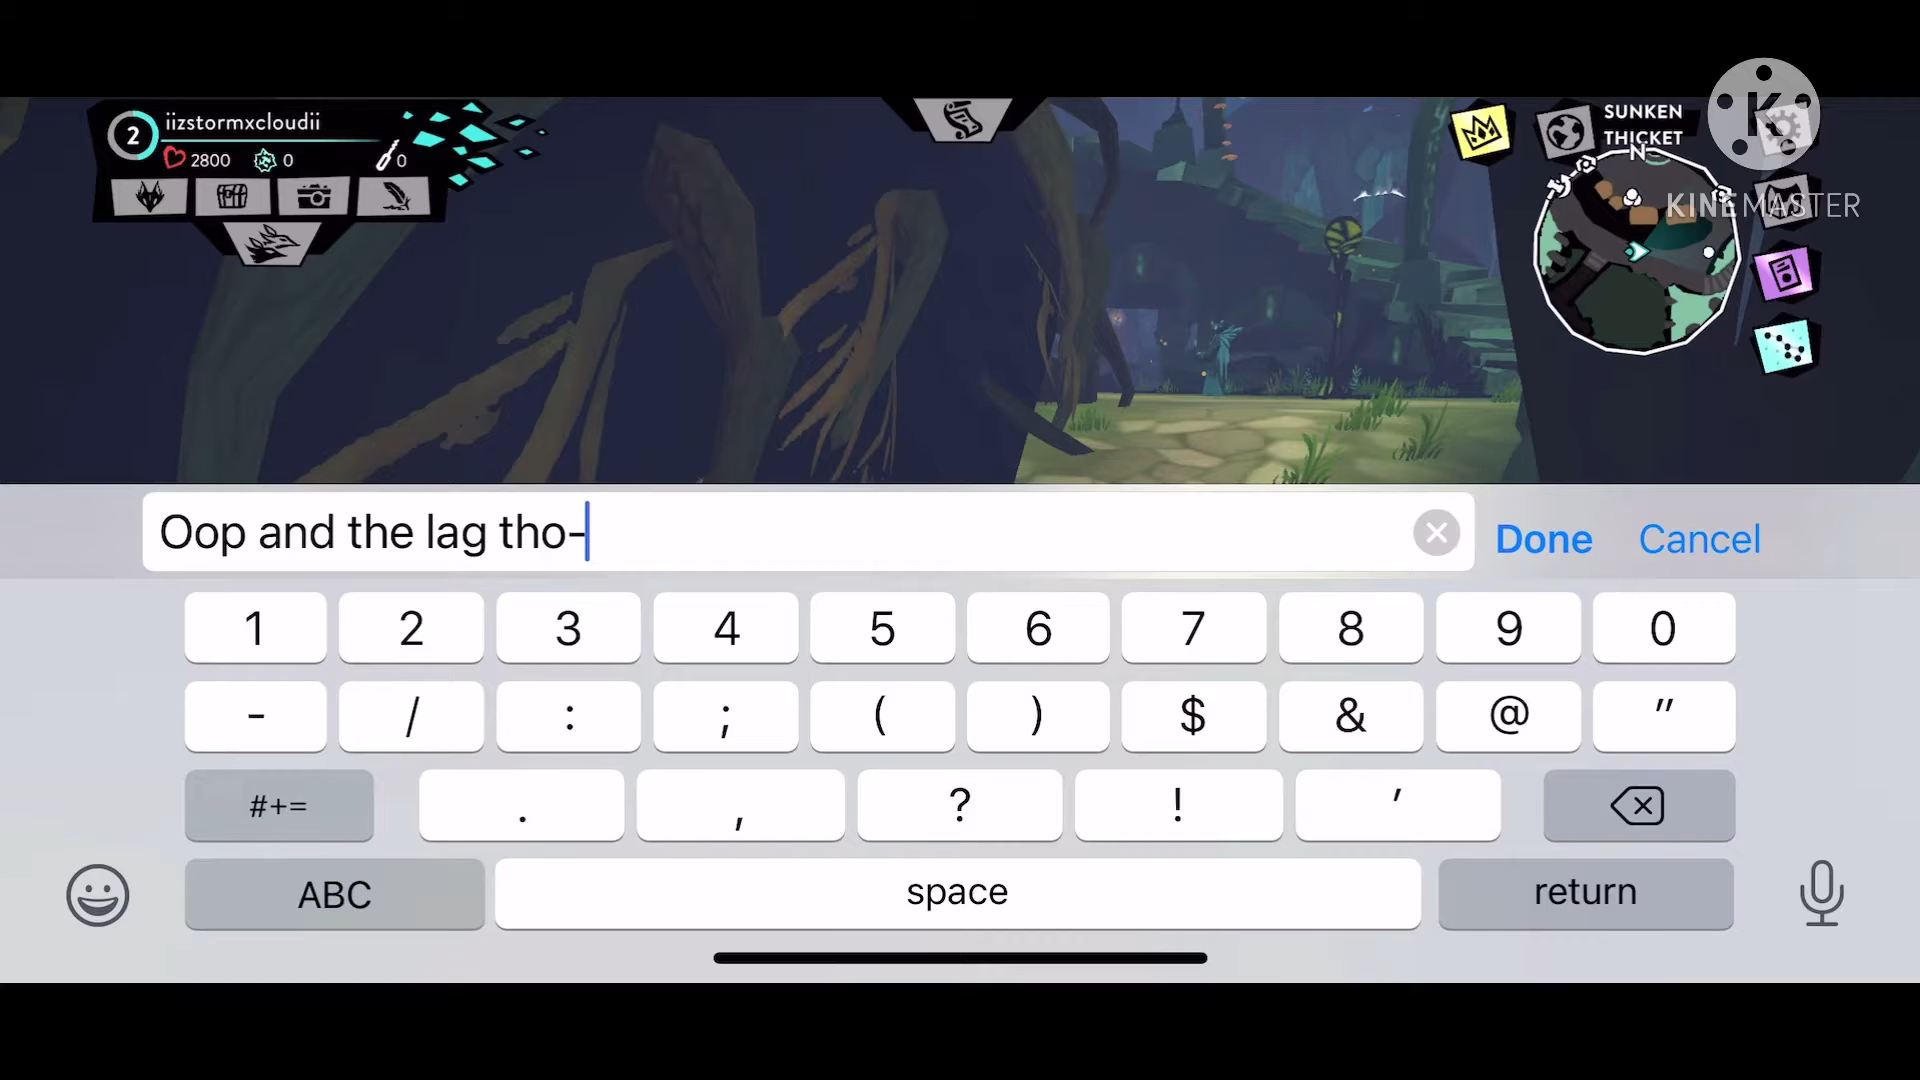 2 iizstormxcloudii
2800 0 0
SUNKEN
THICKET
N
K
KINEMASTER
Oop and the lag tho-
Done Cancel
1 2 3 4 5 6 7 8 9 0
- / : ; ( ) $ & @ "
#+= . , ? ! '
ABC space return